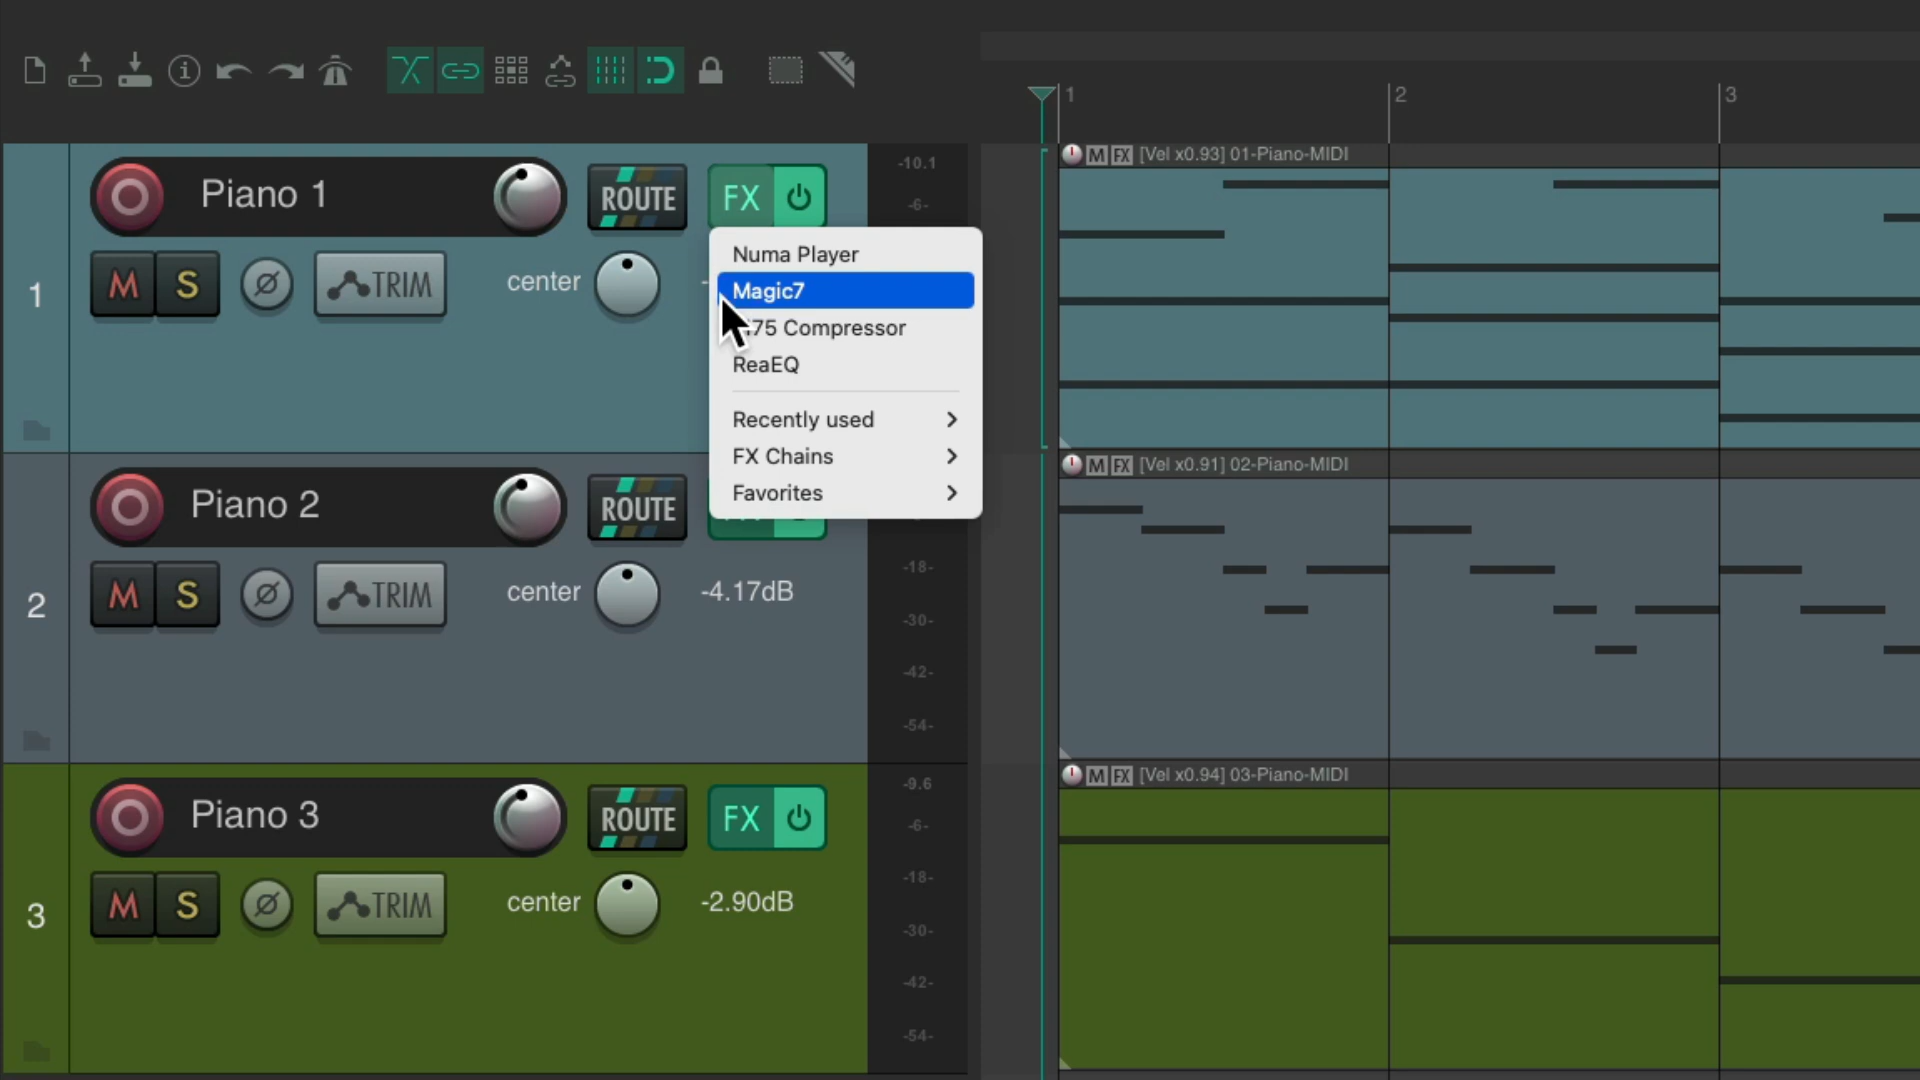 1
2
3
-10.1
[Vel x0.93] 01-Piano-MIDI
M FX
Piano 1
ROUTE
FX
-6-
Numa Player
M S
Ø
TRIM
center
-
Magic7
1
75 Compressor
ReaEQ
Recently used
FX Chains
Favorites
M FX
[Vel x0.91] 02-Piano-MIDI
Piano 2
ROUTE
-18-
M S
Ø
TRIM
center
-4.17dB
2
-30-
-42-
-54-
M FX
[Vel x0.94] 03-Piano-MIDI
-9.6
Piano 3
ROUTE
FX
-6-
-18-
M S
Ø
TRIM
center
-2.90dB
3
-30-
-42-
-54-